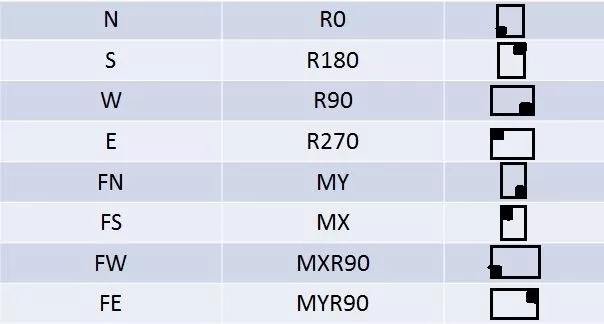 N R0
S R180
W R90
E R270
FN MY
FS MX
FW MXR90
FE MYR90